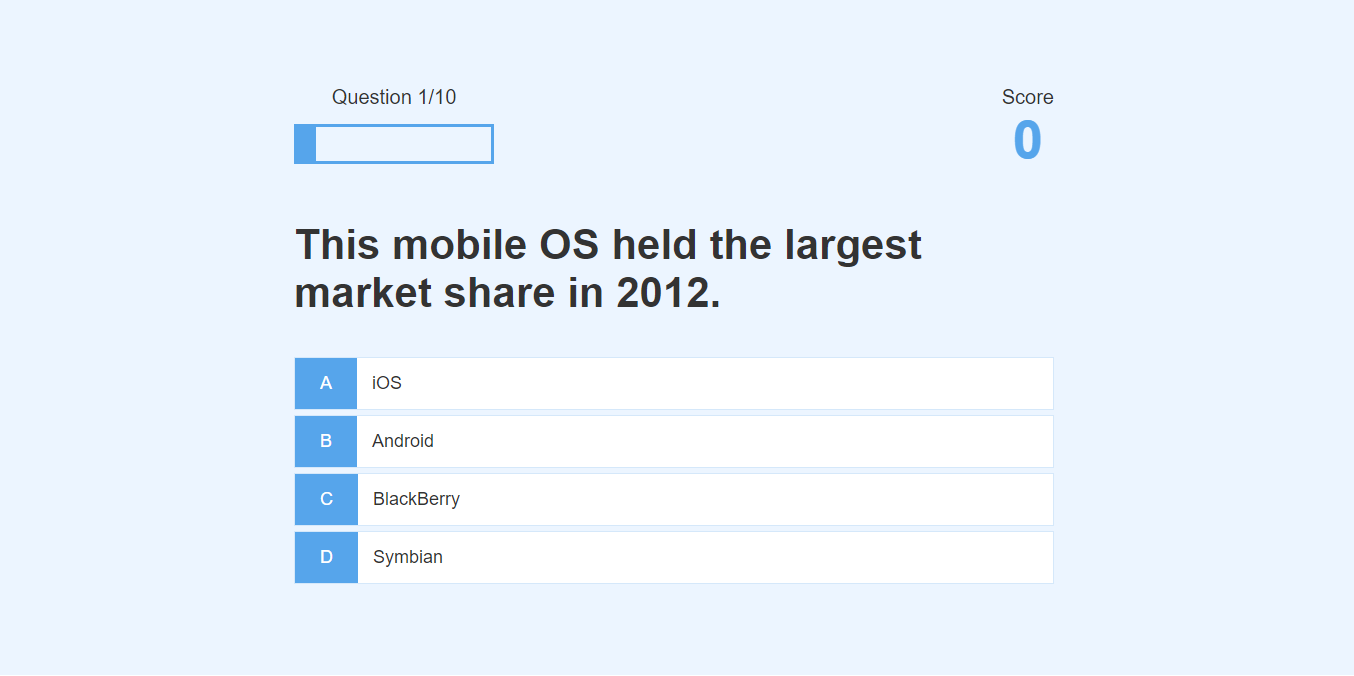 Question 1/10
Score
0
This mobile OS held the largest
market share in 2012.
A iOS
B Android
C BlackBerry
D Symbian